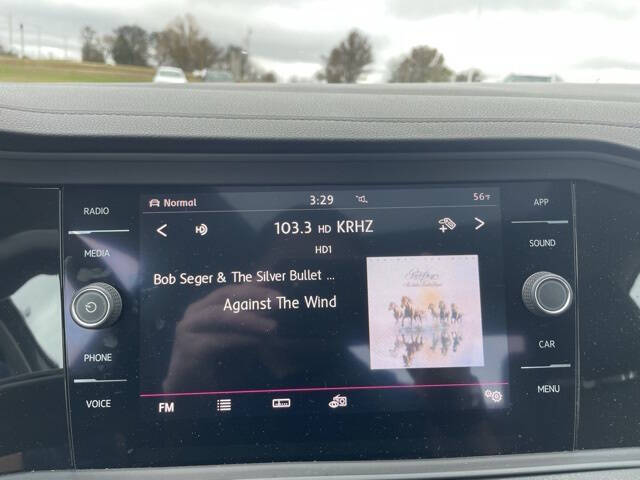 RADIO
MEDIA
PHONE
VOICE
Normal
3:29
56°F
103.3 HD KRHZ
HD1
Bob Seger & The Silver Bullet ...
Against The Wind
FM
APP
SOUND
CAR
MENU